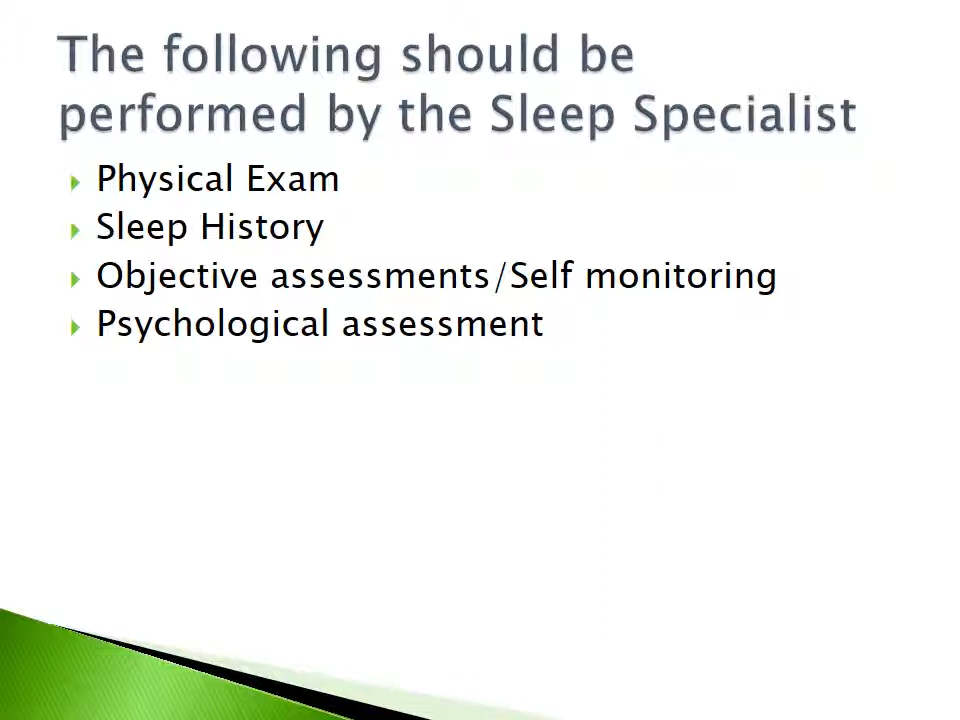 The following should be
performed by the Sleep Specialist
Physical Exam
Sleep History
Objective assessments/Self monitoring
Psychological assessment